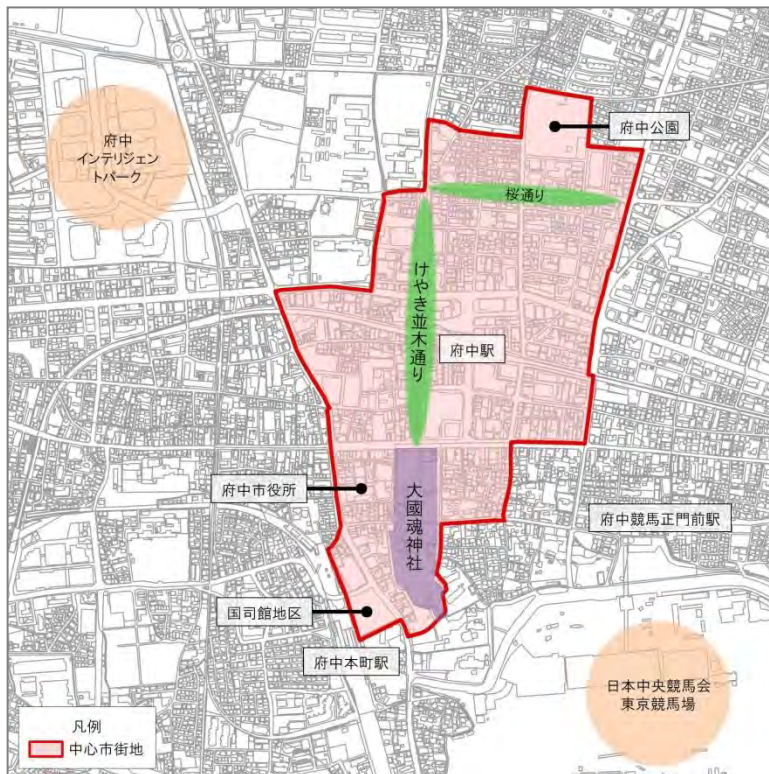 府中公園
府中
インテリジェン
トパーク
桜通り
けやき並木通り
府中駅
府中市役所
大國魂神社
府中競馬正門前駅
国司館地区
府中本町駅
日本中央競馬会
東京競馬場
凡例
中心市街地